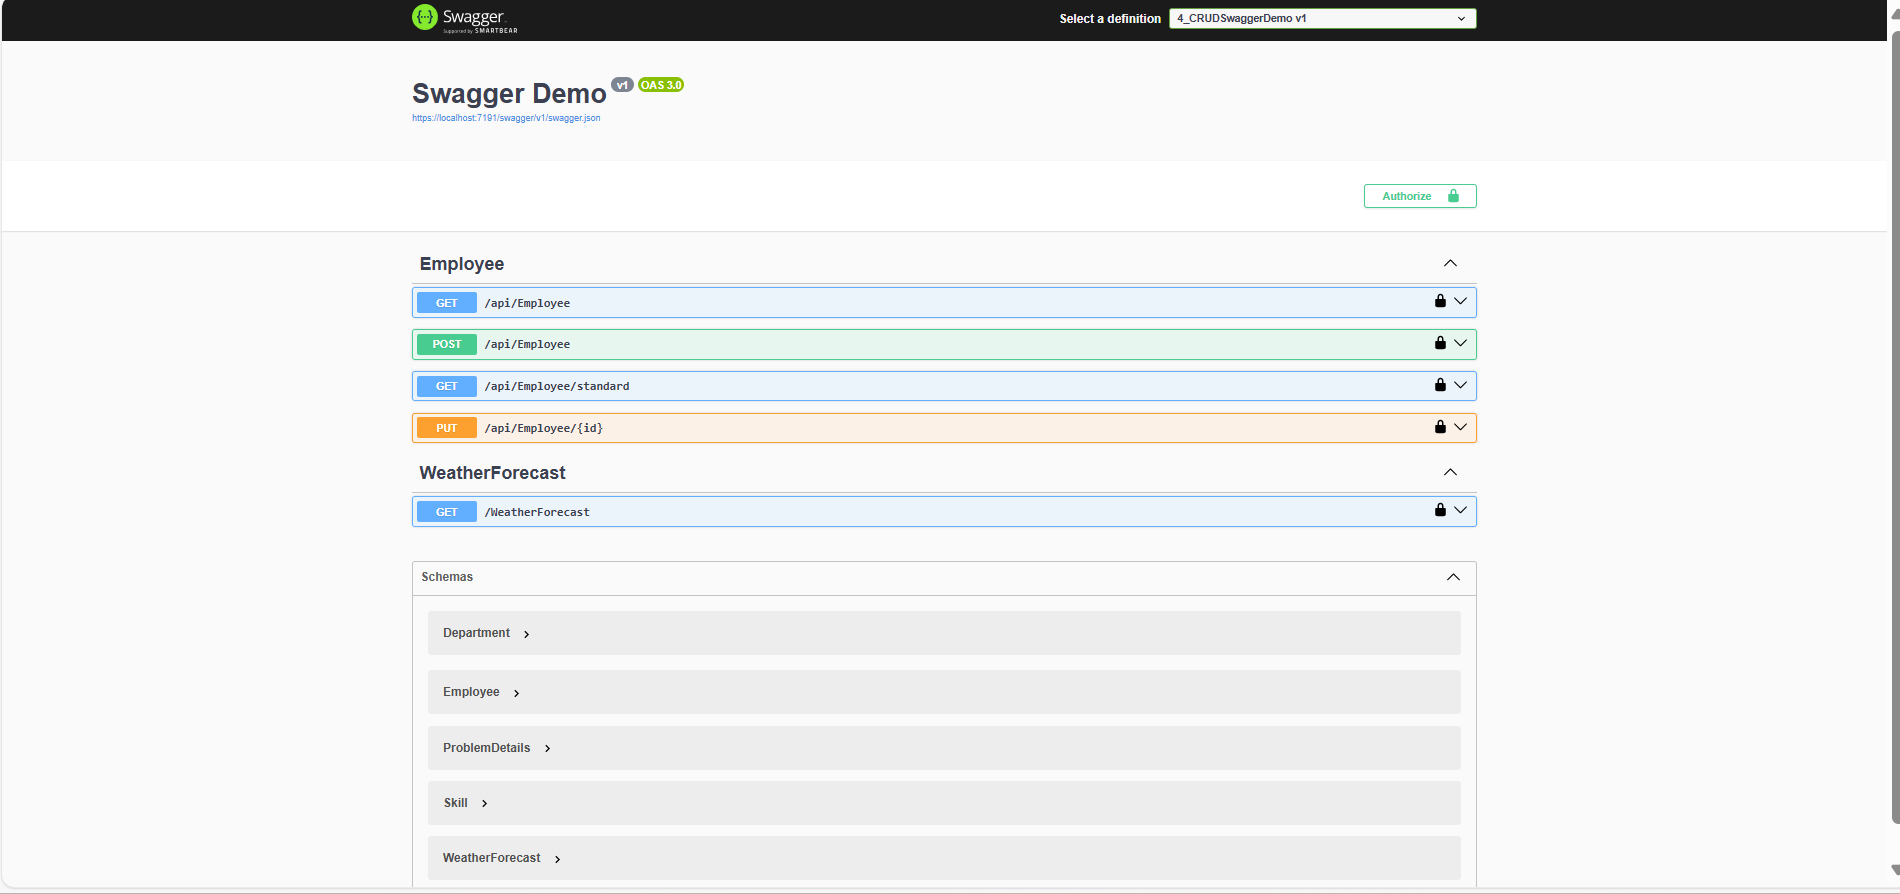 Swagger
Supported by SMARTBEAR
Select a definition
4_CRUDSwaggerDemo v1
Swagger Demo v1 OAS 3.0
https://localhost:7191/swagger/v1/swagger.json
Authorize
Employee
GET /api/Employee
POST /api/Employee
GET /api/Employee/standard
PUT /api/Employee/{id}
WeatherForecast
GET /WeatherForecast
Schemas
Department
Employee
ProblemDetails
Skill
WeatherForecast